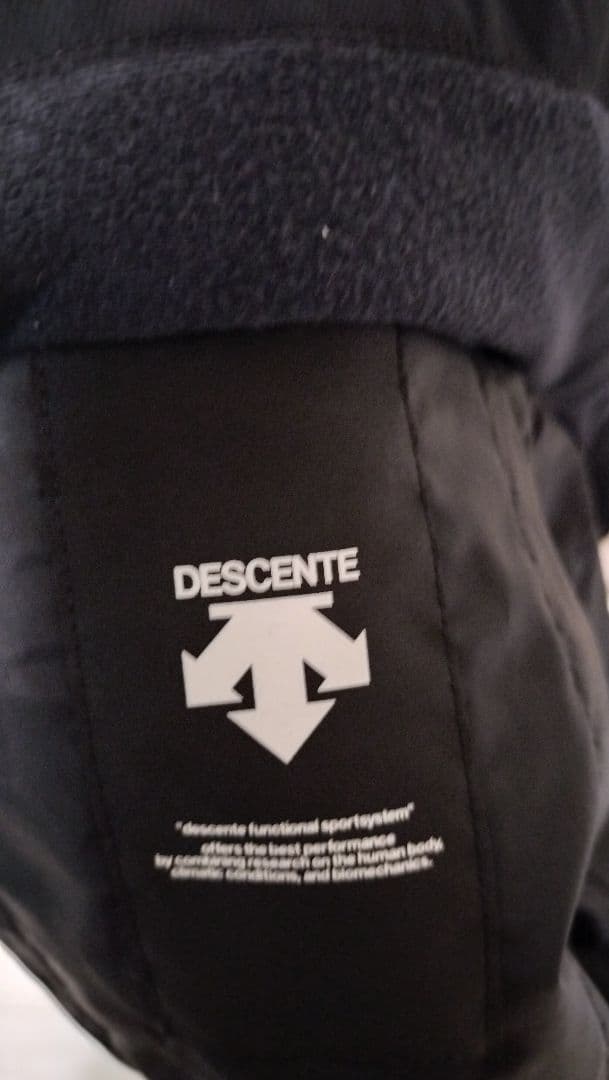 DESCENTE
"descente functional sportsystem"
offers the best performance
by combining research on the human body,
climatic conditions, and biomechanics.